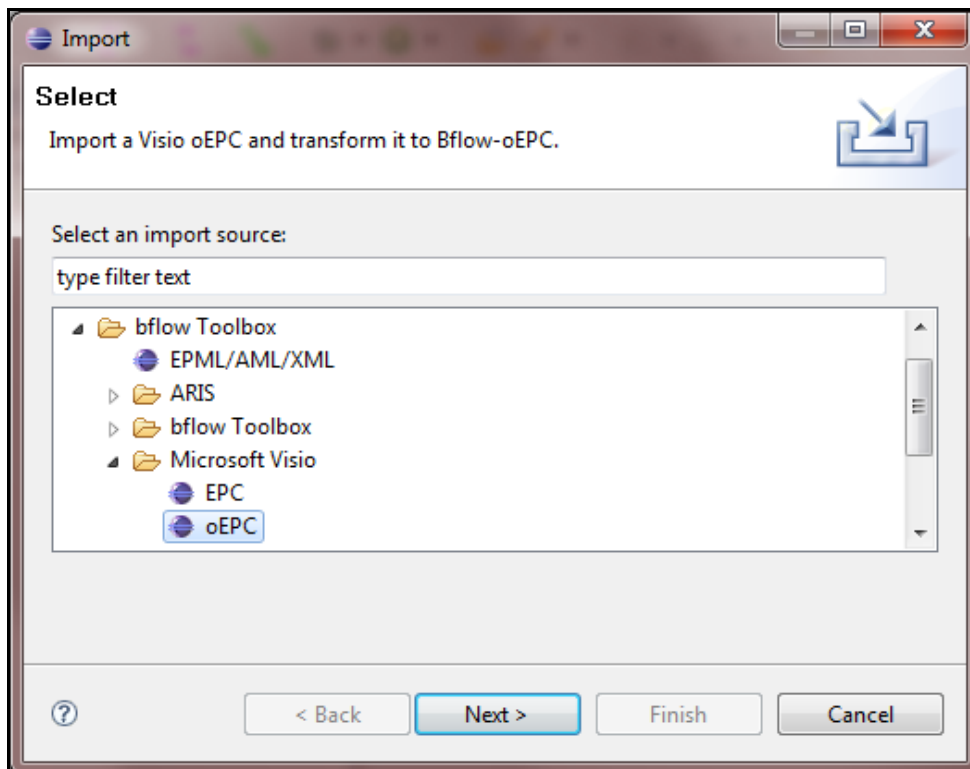 Import
Select
Import a Visio oEPC and transform it to Bflow-oEPC.
Select an import source:
type filter text
bflow Toolbox
EPML/AML/XML
ARIS
bflow Toolbox
Microsoft Visio
EPC
oEPC
? < Back Next > Finish Cancel